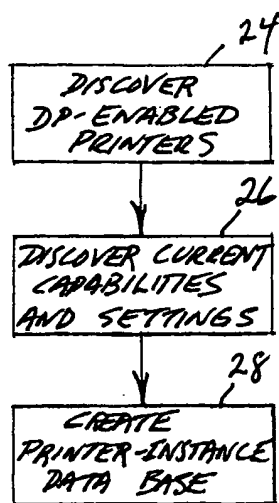 24
DISCOVER
DP-ENABLED
PRINTERS
26
DISCOVER CURRENT
CAPABILITIES
AND SETTINGS
28
CREATE
PRINTER-INSTANCE
DATA BASE